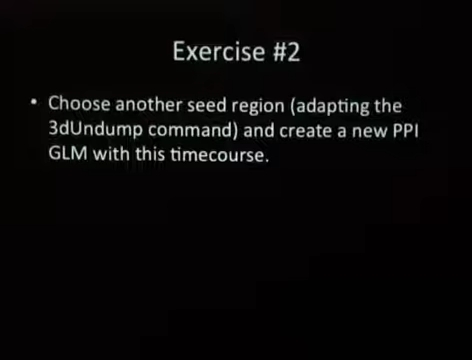 Exercise #2
• Choose another seed region (adapting the
3dUndump command) and create a new PPI
GLM with this timecourse.